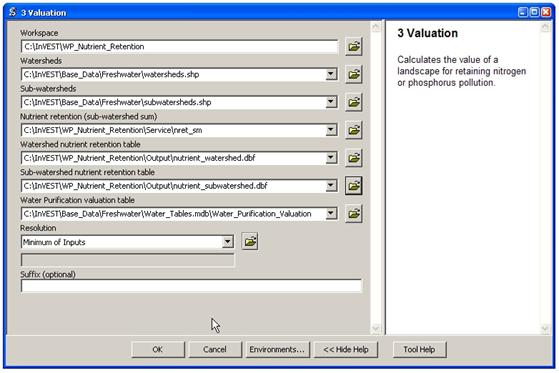 3 Valuation
Workspace
C:\InVEST\WP_Nutrient_Retention
Watersheds
C:\InVEST\Base_Data\Freshwater\watersheds.shp
Sub-watersheds
C:\InVEST\Base_Data\Freshwater\subwatersheds.shp
Nutrient retention (sub-watershed sum)
C:\InVEST\WP_Nutrient_Retention\Service\nret_sm
Watershed nutrient retention table
C:\InVEST\WP_Nutrient_Retention\Output\nutrient_watershed.dbf
Sub-watershed nutrient retention table
C:\InVEST\WP_Nutrient_Retention\Output\nutrient_subwatershed.dbf
Water Purification valuation table
C:\InVEST\Base_Data\Freshwater\Water_Tables.mdb\Water_Purification_Valuation
Resolution
Minimum of Inputs
Suffix (optional)
3 Valuation
Calculates the value of a
landscape for retaining nitrogen
or phosphorus pollution.
OK Cancel Environments... << Hide Help Tool Help